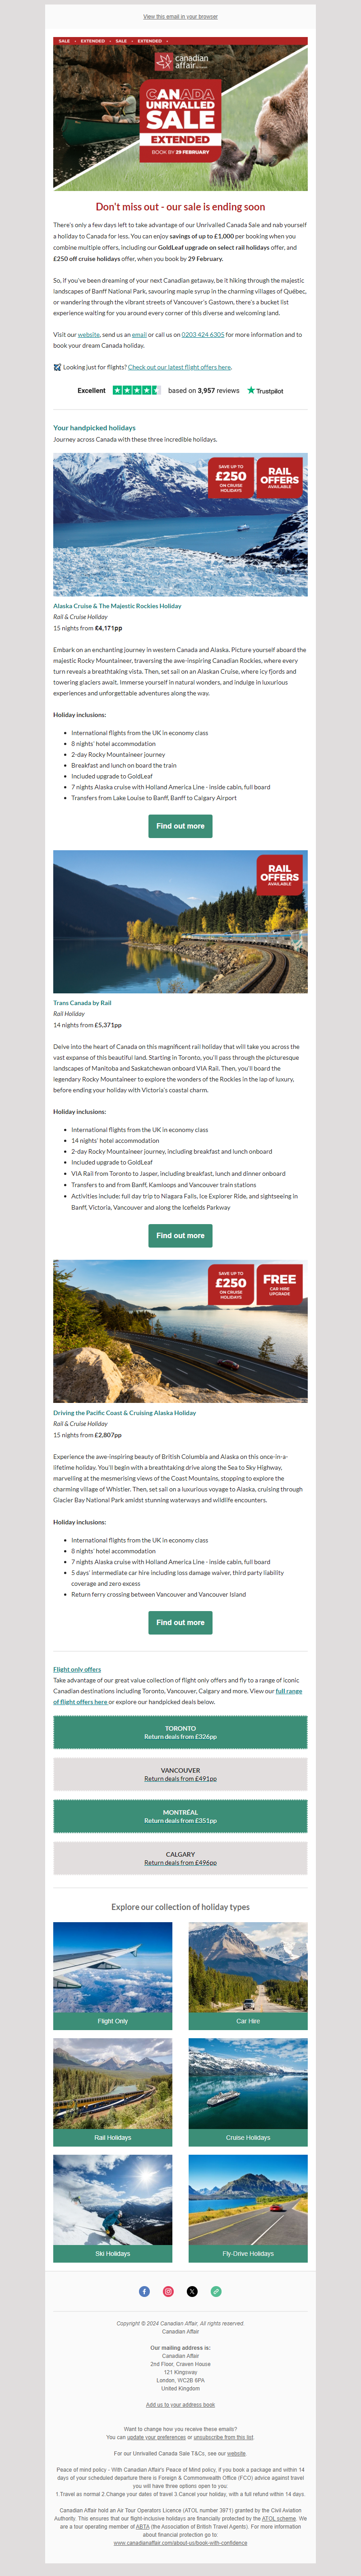 View this email in your browser
SALE • EXTENDED • SALE • EXTENDED •
canadian
affair
CANADA
UNRIVALLED
SALE
EXTENDED
BOOK BY 29 FEBRUARY
Don't miss out - our sale is ending soon
There's only a few days left to take advantage of our Unrivalled Canada Sale and nab yourself
a holiday to Canada for less. You can enjoy savings of up to £1,000 per booking when you
combine multiple offers, including our GoldLeaf upgrade on select rail holidays offer, and
£250 off cruise holidays offer, when you book by 29 February.
So, if you've been dreaming of your next Canadian getaway, be it hiking through the majestic
landscapes of Banff National Park, savouring maple syrup in the charming villages of Québec,
or wandering through the vibrant streets of Vancouver's Gastown, there's a bucket list
experience waiting for you around every corner of this diverse and welcoming land.
Visit our website, send us an email or call us on 0203 424 6305 for more information and to
book your dream Canada holiday.
Looking just for flights? Check out our latest flight offers here.
Excellent based on 3,957 reviews Trustpilot
Your handpicked holidays
Journey across Canada with these three incredible holidays.
SAVE UP TO
£250
ON CRUISE
HOLIDAYS
RAIL
OFFERS
AVAILABLE
Alaska Cruise & The Majestic Rockies Holiday
Rail & Cruise Holiday
15 nights from £4,171pp
Embark on an enchanting journey in western Canada and Alaska. Picture yourself aboard the
majestic Rocky Mountaineer, traversing the awe-inspiring Canadian Rockies, where every
turn reveals a breathtaking vista. Then, set sail on an Alaskan Cruise, where icy fjords and
towering glaciers await. Immerse yourself in natural wonders, and indulge in luxurious
experiences and unforgettable adventures along the way.
Holiday inclusions:
• International flights from the UK in economy class
• 8 nights' hotel accommodation
• 2-day Rocky Mountaineer journey
• Breakfast and lunch on board the train
• Included upgrade to GoldLeaf
• 7 nights Alaska cruise with Holland America Line - inside cabin, full board
• Transfers from Lake Louise to Banff, Banff to Calgary Airport
Find out more
RAIL
OFFERS
AVAILABLE
Trans Canada by Rail
Rail Holiday
14 nights from £5,371pp
Delve into the heart of Canada on this magnificent rail holiday that will take you across the
vast expanse of this beautiful land. Starting in Toronto, you'll pass through the picturesque
landscapes of Manitoba and Saskatchewan onboard VIA Rail. Then, you'll board the
legendary Rocky Mountaineer to explore the wonders of the Rockies in the lap of luxury,
before ending your holiday with Victoria's coastal charm.
Holiday inclusions:
• International flights from the UK in economy class
• 14 nights' hotel accommodation
• 2-day Rocky Mountaineer journey, including breakfast and lunch onboard
• Included upgrade to GoldLeaf
• VIA Rail from Toronto to Jasper, including breakfast, lunch and dinner onboard
• Transfers to and from Banff, Kamloops and Vancouver train stations
• Activities include: full day trip to Niagara Falls, Ice Explorer Ride, and sightseeing in
Banff, Victoria, Vancouver and along the Icefields Parkway
Find out more
SAVE UP TO
£250
ON CRUISE
HOLIDAYS
FREE
CAR HIRE
UPGRADE
Driving the Pacific Coast & Cruising Alaska Holiday
Rail & Cruise Holiday
15 nights from £2,807pp
Experience the awe-inspiring beauty of British Columbia and Alaska on this once-in-a-
lifetime holiday. You'll begin with a breathtaking drive along the Sea to Sky Highway,
marvelling at the mesmerising views of the Coast Mountains, stopping to explore the
charming village of Whistler. Then, set sail on a luxurious voyage to Alaska, cruising through
Glacier Bay National Park amidst stunning waterways and wildlife encounters.
Holiday inclusions:
• International flights from the UK in economy class
• 8 nights' hotel accommodation
• 7 nights Alaska cruise with Holland America Line - inside cabin, full board
• 5 days' intermediate car hire including loss damage waiver, third party liability
coverage and zero excess
• Return ferry crossing between Vancouver and Vancouver Island
Find out more
Flight only offers
Take advantage of our great value collection of flight only offers and fly to a range of iconic
Canadian destinations including Toronto, Vancouver, Calgary and more. View our full range
of flight offers here or explore our handpicked deals below.
TORONTO
Return deals from £326pp
VANCOUVER
Return deals from £491pp
MONTRÉAL
Return deals from £351pp
CALGARY
Return deals from £496pp
Explore our collection of holiday types
Flight Only
Car Hire
Rail Holidays
Cruise Holidays
Ski Holidays
Fly-Drive Holidays
Copyright © 2024 Canadian Affair, All rights reserved.
Canadian Affair
Our mailing address is:
Canadian Affair
2nd Floor, Craven House
121 Kingsway
London, WC2B 6PA
United Kingdom
Add us to your address book
Want to change how you receive these emails?
You can update your preferences or unsubscribe from this list.
For our Unrivalled Canada Sale T&Cs, see our website.
Peace of mind policy - With Canadian Affair's Peace of Mind policy, if you book a package and within 14
days of your scheduled departure there is Foreign & Commonwealth Office (FCO) advice against travel
you will have three options open to you.
1.Travel as normal 2.Change your dates of travel 3.Cancel your holiday, with a full refund within 14 days.
Canadian Affair hold an Air Tour Operators Licence (ATOL number 3971) granted by the Civil Aviation
Authority. This ensures that our flight-inclusive holidays are financially protected by the ATOL scheme. We
are a tour operating member of ABTA (the Association of British Travel Agents). For more information
about financial protection go to:
www.canadianaffair.com/about-us/book-with-confidence